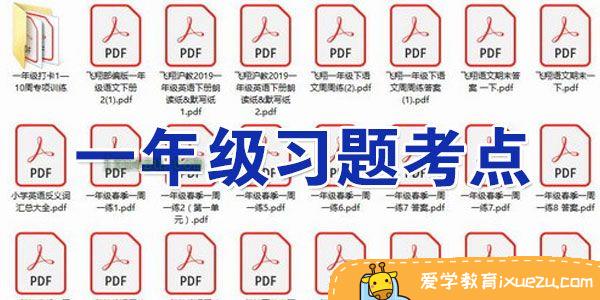 PDF PDF PDF PDF PDF PDF PDF
一年级打卡1—
10周专项训练
飞翔部编版一年
级语文下册
2(1).pdf
飞翔沪教2019一
年级英语下册朗
读纸&默写纸
1.pdf
飞翔沪教2019一
年级英语下册朗
读纸&默写纸
2.pdf
飞翔一年级下语
文周周练(2).pdf
飞翔一年级下语
文周周练答案
(1).pdf
飞翔语文期末答
案 一下.pdf
飞翔语文期末一
下.pdf
一年级习题考点
小学英语反义词
汇总大全.pdf
一年级春季一周
一练1.pdf
一年级春季一周
一练2（第一单
元）.pdf
一年级春季一周
一练5.pdf
一年级春季一周
一练6.pdf
一年级春季一周
一练7 答案.pdf
一年级春季一周
一练7.pdf
一年级春季一周
一练8 答案.pdf
PDF PDF PDF PDF PDF
爱学教育ixuezu.com